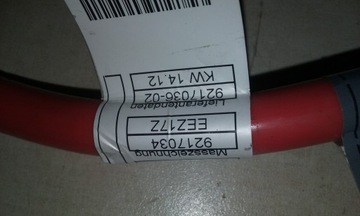 Masszeichnung
9217034
EEZ17Z
Lieferantendaten
9217036-02
KW 14.12